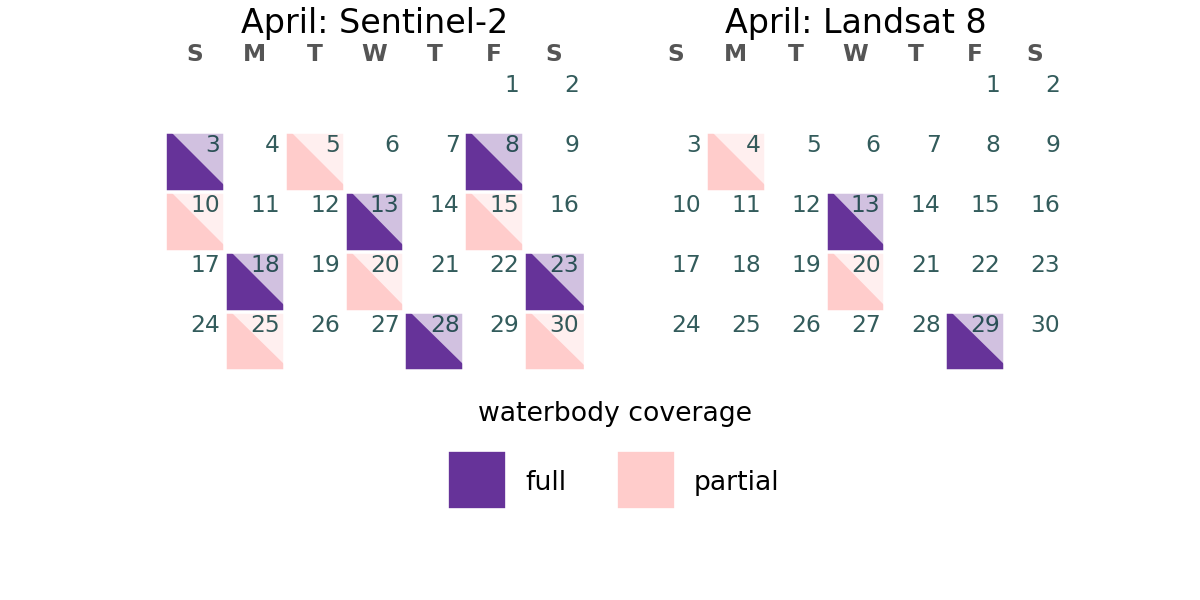 April: Sentinel-2
S M T W T F S
1 2
3 4 5 6 7 8 9
10 11 12 13 14 15 16
17 18 19 20 21 22 23
24 25 26 27 28 29 30
April: Landsat 8
S M T W T F S
1 2
3 4 5 6 7 8 9
10 11 12 13 14 15 16
17 18 19 20 21 22 23
24 25 26 27 28 29 30
waterbody coverage
full
partial